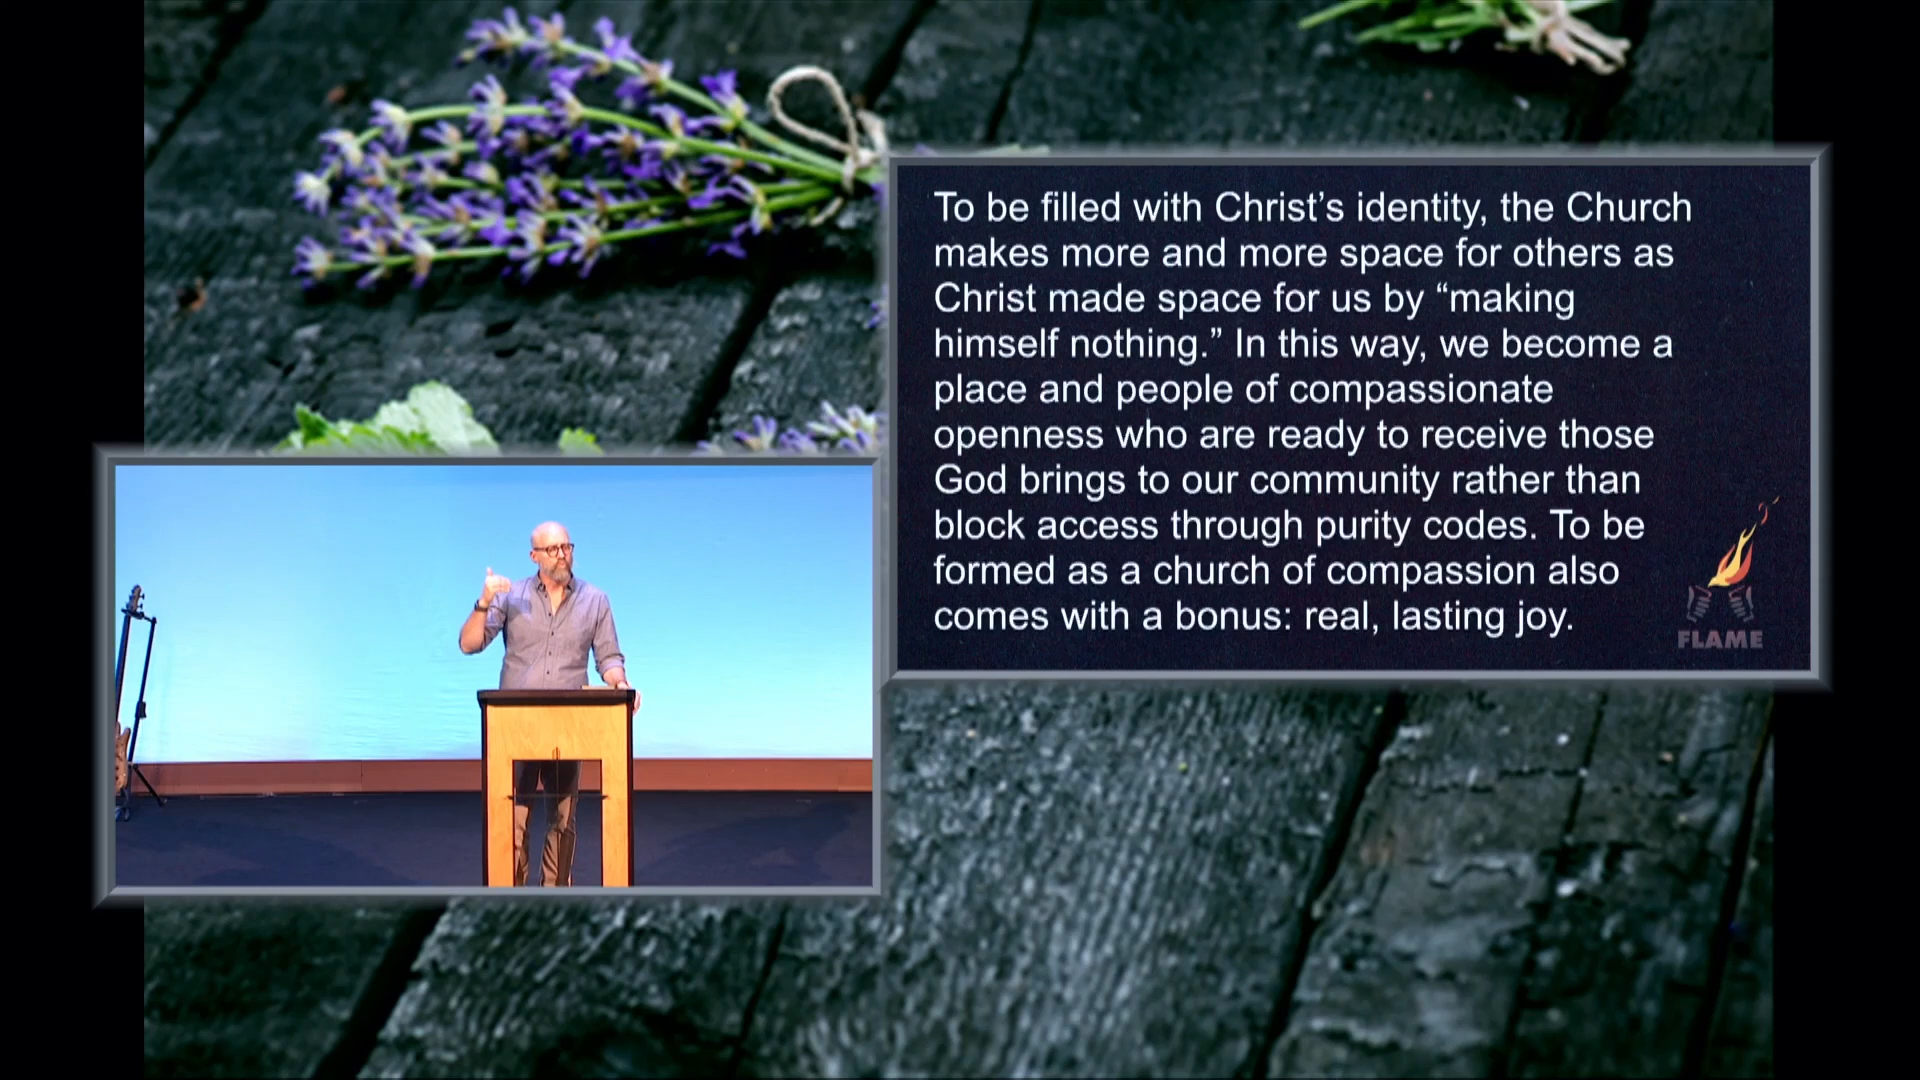 To be filled with Christ’s identity, the Church
makes more and more space for others as
Christ made space for us by “making
himself nothing.” In this way, we become a
place and people of compassionate
openness who are ready to receive those
God brings to our community rather than
block access through purity codes. To be
formed as a church of compassion also
comes with a bonus: real, lasting joy.
FLAME